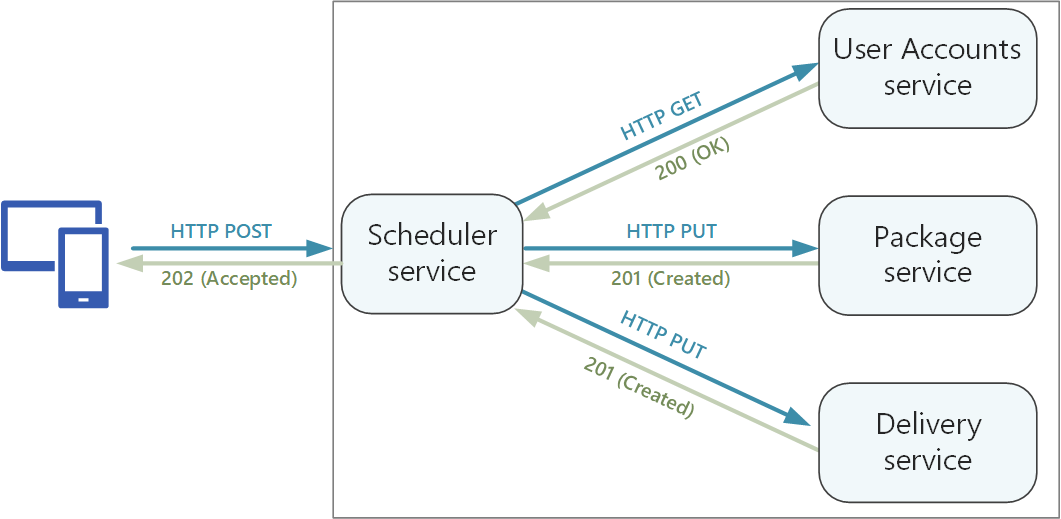 User Accounts
service
HTTP GET
200 (OK)
HTTP POST
202 (Accepted)
Scheduler
service
HTTP PUT
201 (Created)
Package
service
HTTP PUT
201 (Created)
Delivery
service